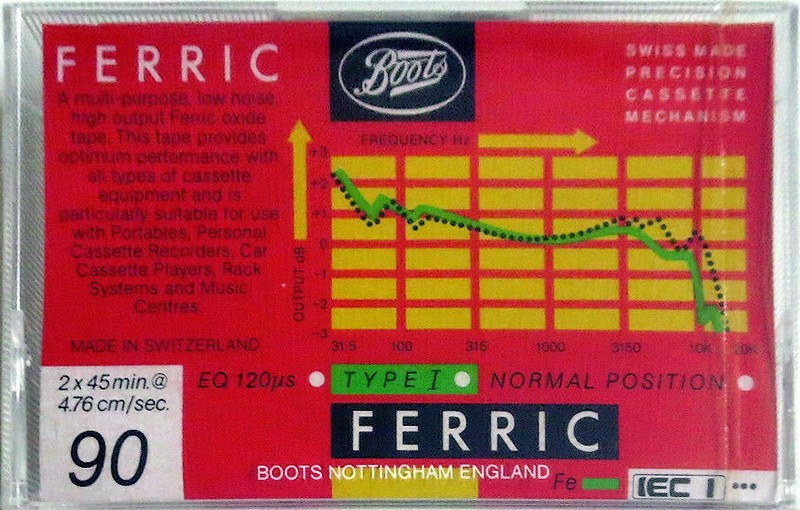 FERRIC
A multi-purpose, low noise,
high output Ferric oxide
tape. This tape provides
optimum performance with
all types of cassette
equipment and is
particularly suitable for use
with Portables, Personal
Cassette Recorders, Car
Cassette Players, Rack
Systems and Music
Centres.
MADE IN SWITZERLAND
Boots
SWISS MADE
PRECISION
CASSETTE
MECHANISM
FREQUENCY Hz
OUTPUT dB
+3
+2
+1
0
-1
-2
-3
31.5 100 315 1000 3150 10K 20K
2 x 45 min. @
4.76 cm/sec.
90
EQ 120µs TYPE I NORMAL POSITION
FERRIC
BOOTS NOTTINGHAM ENGLAND
Fe
IEC I